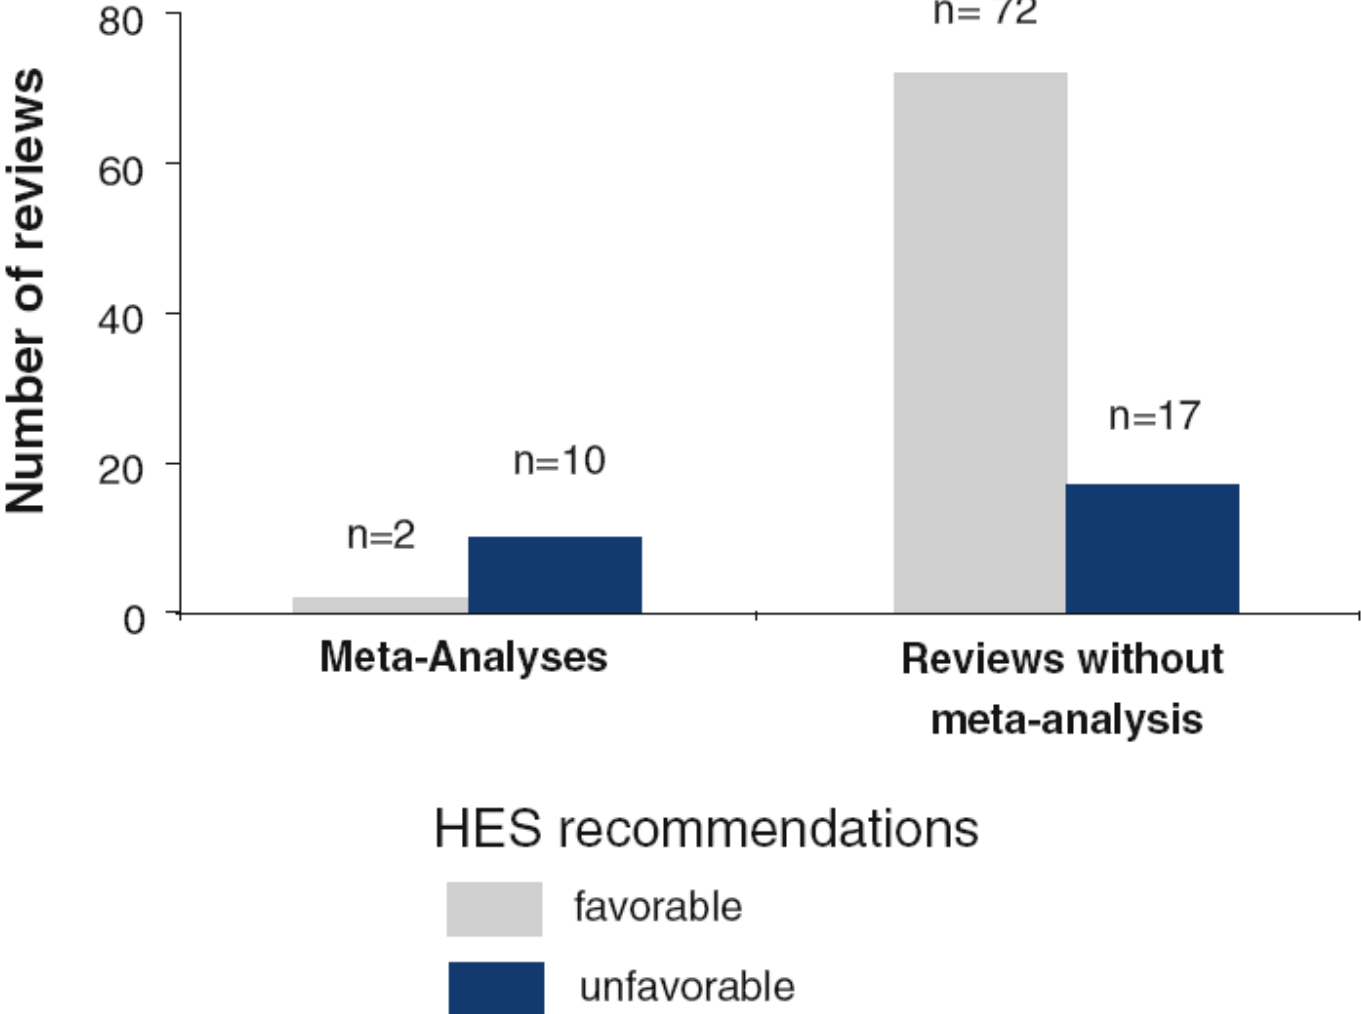 Number of reviews
80
60
40
20
0
n=2
n=10
n= 72
n=17
Meta-Analyses
Reviews without
meta-analysis
HES recommendations
favorable
unfavorable